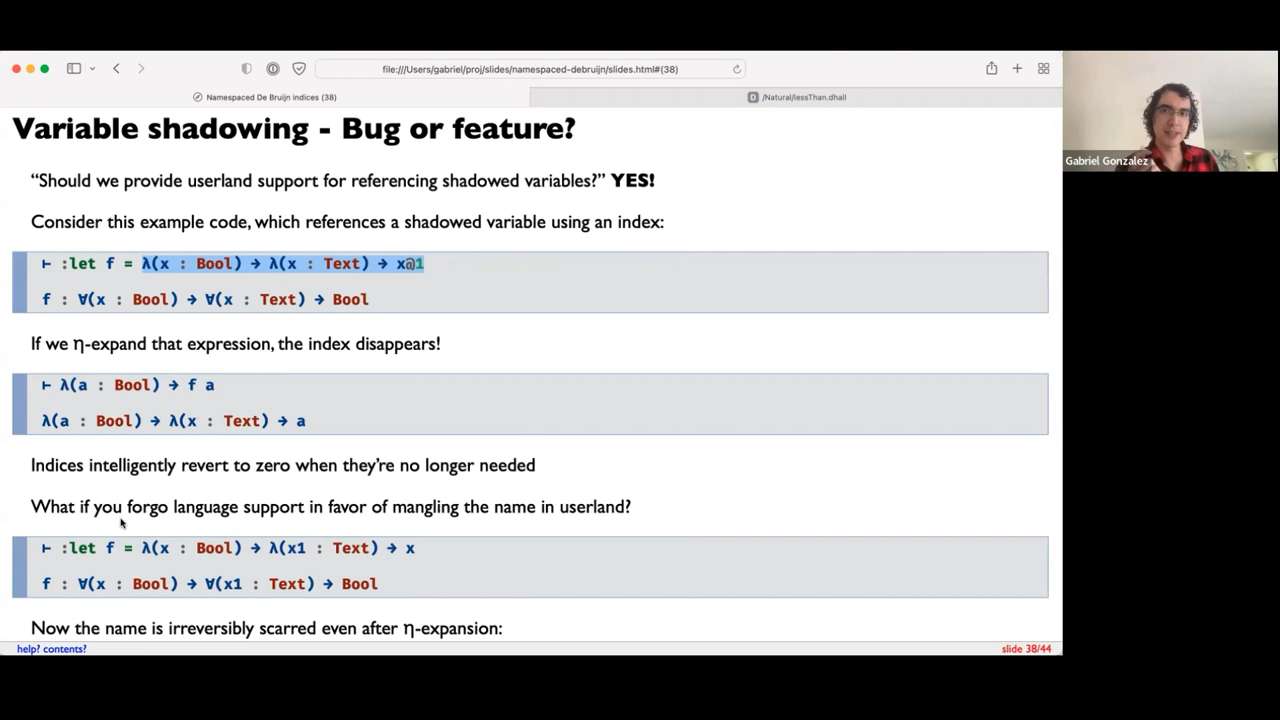 file:///Users/gabriel/proj/slides/namespaced-debruijn/slides.html#(38)
Namespaced De Bruijn indices (38)
D /Natural/lessThan.dhall
Variable shadowing - Bug or feature?
“Should we provide userland support for referencing shadowed variables?” YES!
Consider this example code, which references a shadowed variable using an index:
⊢ :let f = λ(x : Bool) → λ(x : Text) → x@1
f : ∀(x : Bool) → ∀(x : Text) → Bool
If we η-expand that expression, the index disappears!
⊢ λ(a : Bool) → f a
λ(a : Bool) → λ(x : Text) → a
Indices intelligently revert to zero when they’re no longer needed
What if you forgo language support in favor of mangling the name in userland?
⊢ :let f = λ(x : Bool) → λ(x1 : Text) → x
f : ∀(x : Bool) → ∀(x1 : Text) → Bool
Now the name is irreversibly scarred even after η-expansion:
help? contents?
slide 38/44
Gabriel Gonzalez